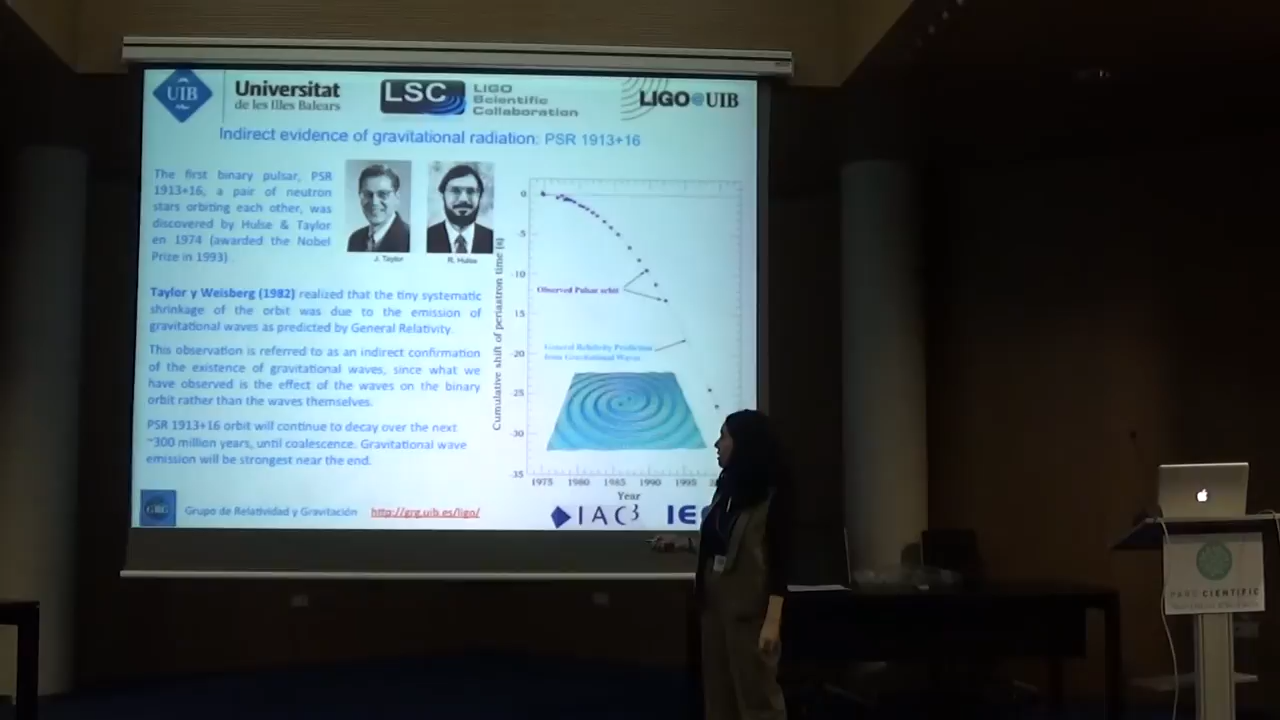 UIB
Universitat
de les Illes Balears
LSC
LIGO
Scientific
Collaboration
LIGO@UIB
Indirect evidence of gravitational radiation: PSR 1913+16
The first binary pulsar, PSR
1913+16, a pair of neutron
stars orbiting each other, was
discovered by Hulse & Taylor
en 1974 (awarded the Nobel
Prize in 1993)
J. Taylor
R. Hulse
Taylor y Weisberg (1982) realized that the tiny systematic
shrinkage of the orbit was due to the emission of
gravitational waves as predicted by General Relativity.
This observation is referred to as an indirect confirmation
of the existence of gravitational waves, since what we
have observed is the effect of the waves on the binary
orbit rather than the waves themselves.
PSR 1913+16 orbit will continue to decay over the next
~300 million years, until coalescence. Gravitational wave
emission will be strongest near the end.
Cumulative shift of periastron time (s)
0
-5
-10
15
-20
-25
-30
-35
Observed Pulsar orbit
General Relativity Prediction
from Gravitational Waves
1975 1980 1985 1990 1995
Year
GRG
Grupo de Relatividad y Gravitación
http://grg.uib.es/ligo/
IAC3
IE
PARC CIENTIFIC